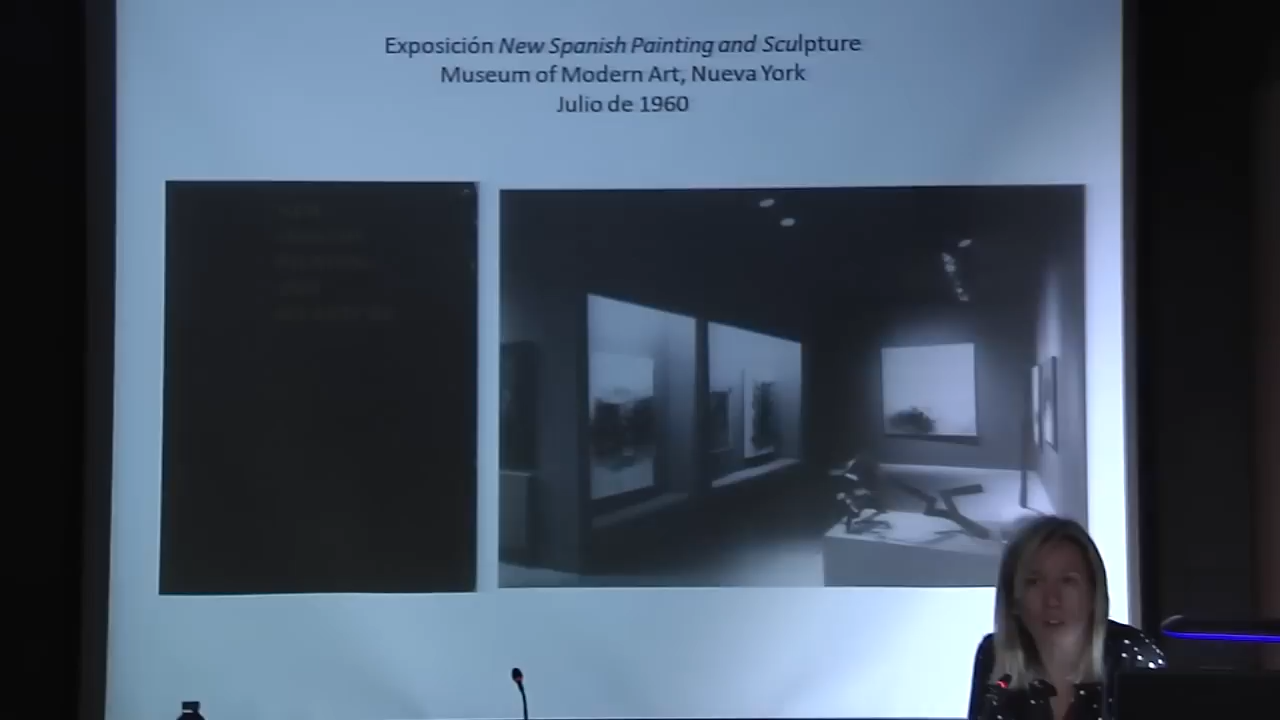 Exposición New Spanish Painting and Sculpture
Museum of Modern Art, Nueva York
Julio de 1960